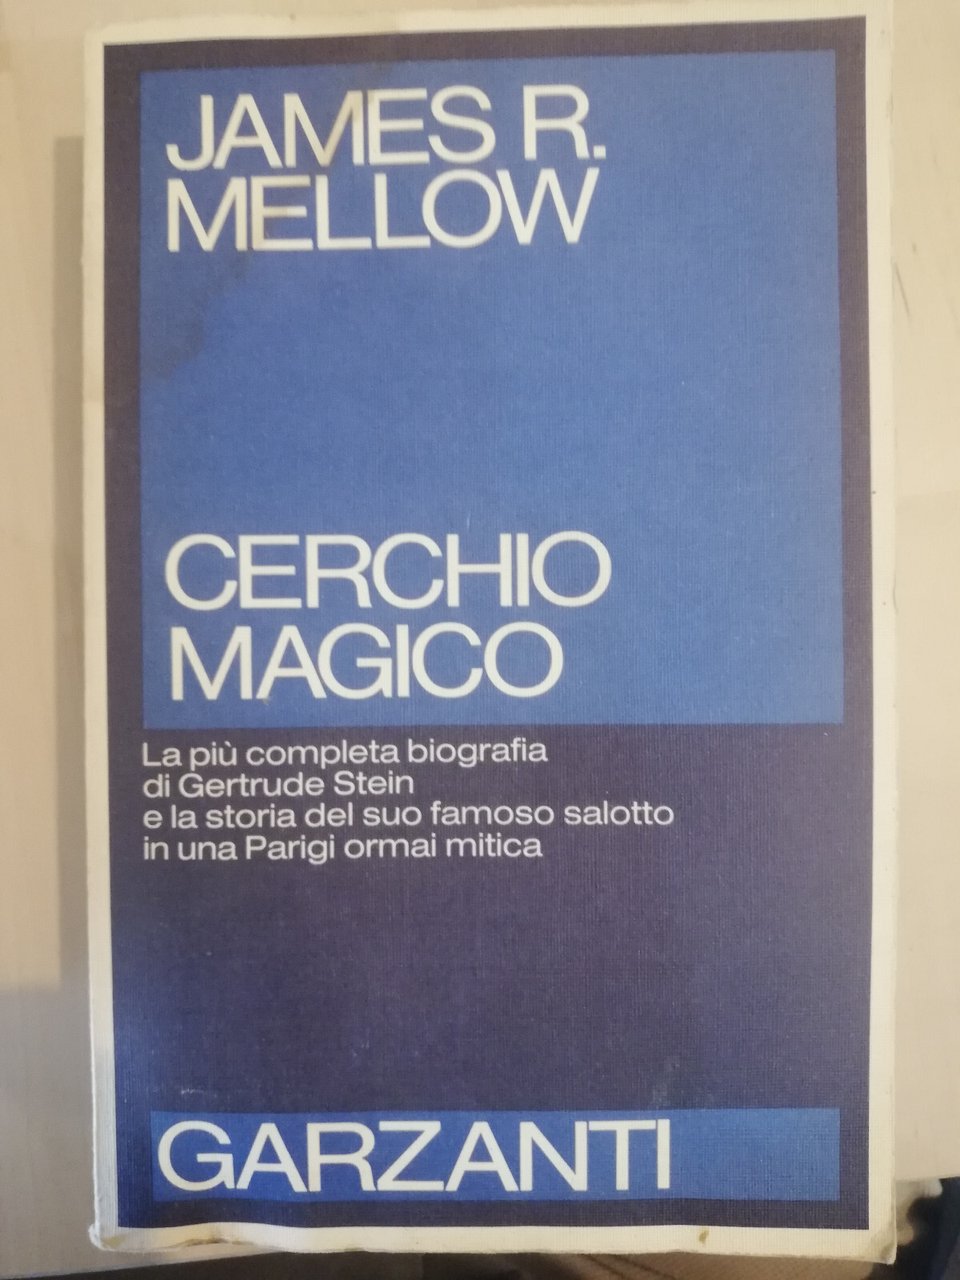 JAMES R.
MELLOW
CERCHIO
MAGICO
La più completa biografia
di Gertrude Stein
e la storia del suo famoso salotto
in una Parigi ormai mitica
GARZANTI